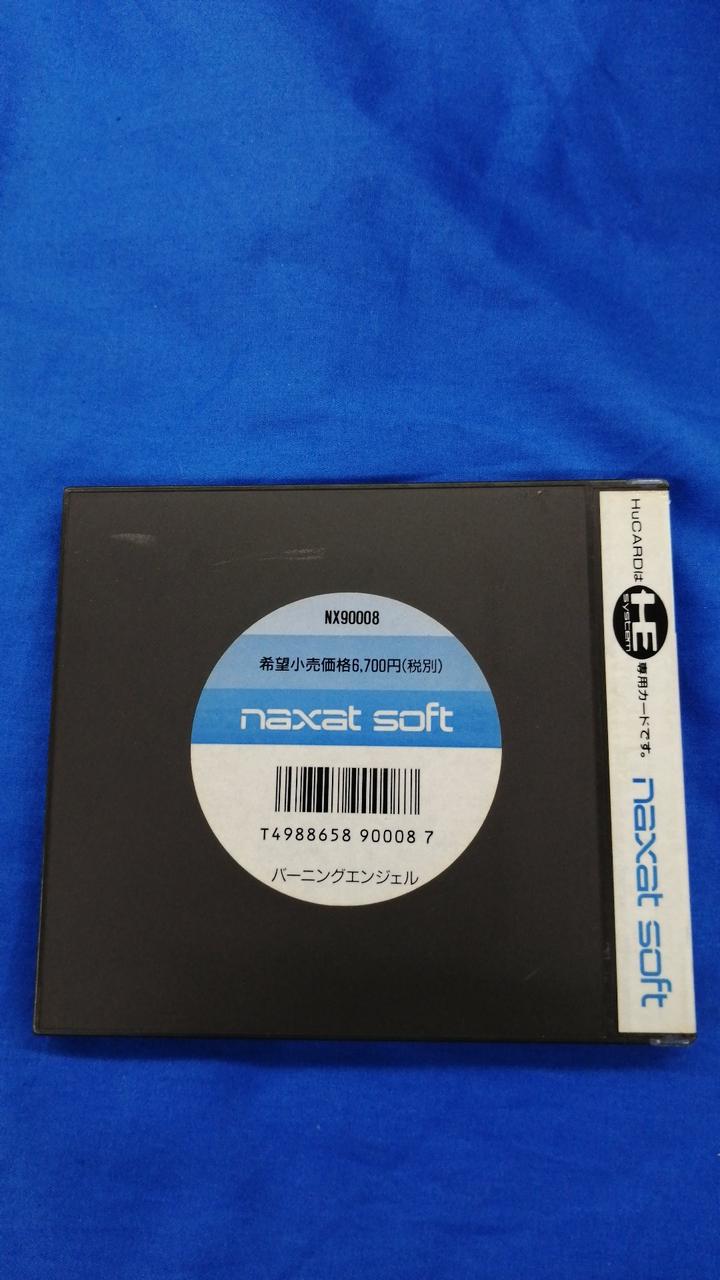 NX90008
希望小売価格6,700円(税別)
naxat soft
T4988658 90008 7
バーニングエンジェル
HuCARDは HE system 専用カードです。 naxat soft